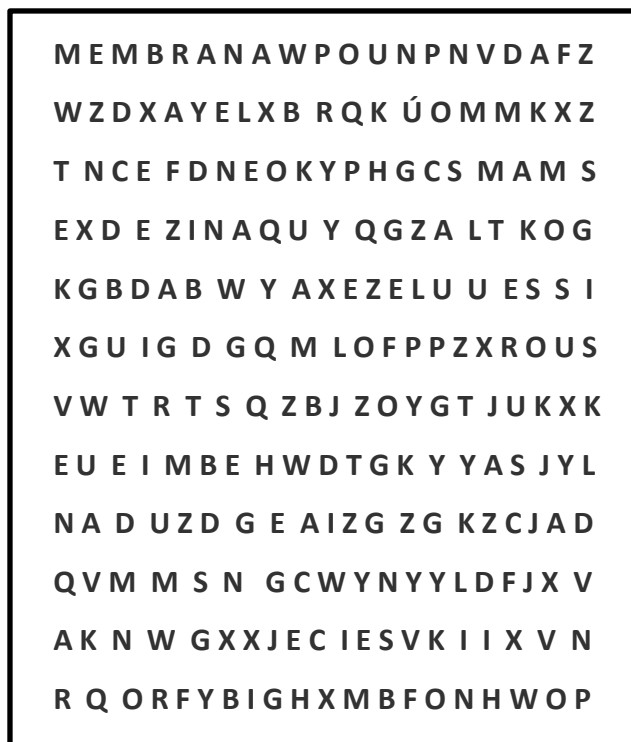 M E M B R A N A W P O U N P N V D A F Z
W Z D X A Y E L X B R Q K Ú O M M K X Z
T N C E F D N E O K Y P H G C S M A M S
E X D E Z I N A Q U Y Q G Z A L T K O G
K G B D A B W Y A X E Z E L U U E S S I
X G U I G D G Q M L O F P P Z X R O U S
V W T R T S Q Z B J Z O Y G T J U K X K
E U E I M B E H W D T G K Y Y A S J Y L
N A D U Z D G E A I Z G Z G K Z C J A D
Q V M M S N G C W Y N Y Y L D F J X V
A K N W G X X J E C I E S V K I I X V N
R Q O R F Y B I G H X M B F O N H W O P